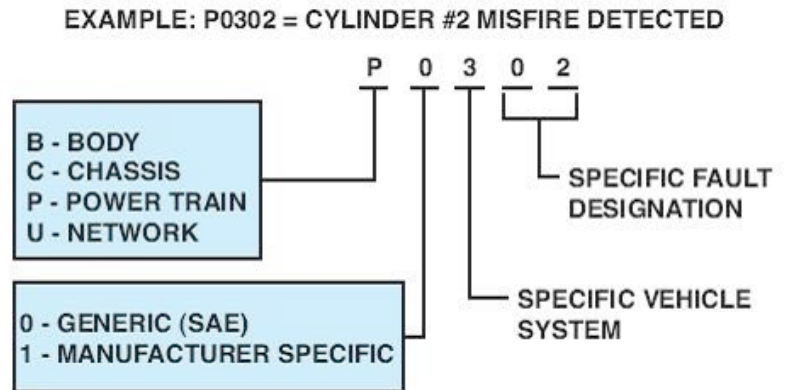 EXAMPLE: P0302 = CYLINDER #2 MISFIRE DETECTED
P 0 3 0 2
B - BODY
C - CHASSIS
P - POWER TRAIN
U - NETWORK
SPECIFIC FAULT
DESIGNATION
0 - GENERIC (SAE)
1 - MANUFACTURER SPECIFIC
SPECIFIC VEHICLE
SYSTEM